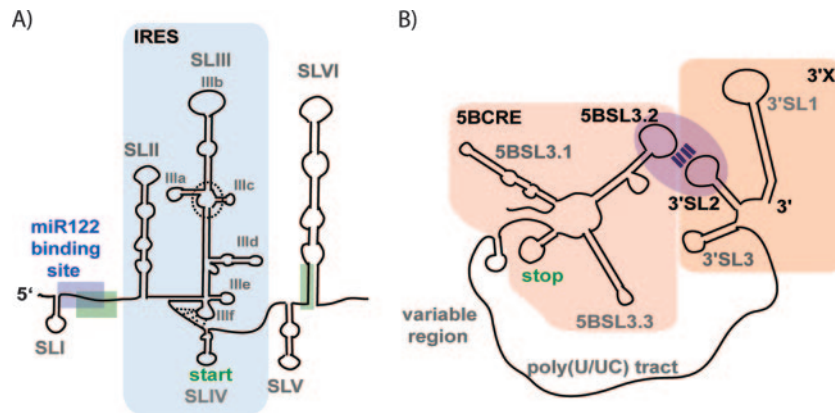 A)
IRES
SLIII
IIIb
SLVI
SLII
IIIa
IIIc
miR122
binding
site
IIId
5‘
IIIe
IIIf
SLI
start
SLIV
SLV
B)
3'X
5BCRE
5BSL3.2
3'SL1
5BSL3.1
3'SL2
3'
3'SL3
stop
variable
region
5BSL3.3
poly(U/UC) tract